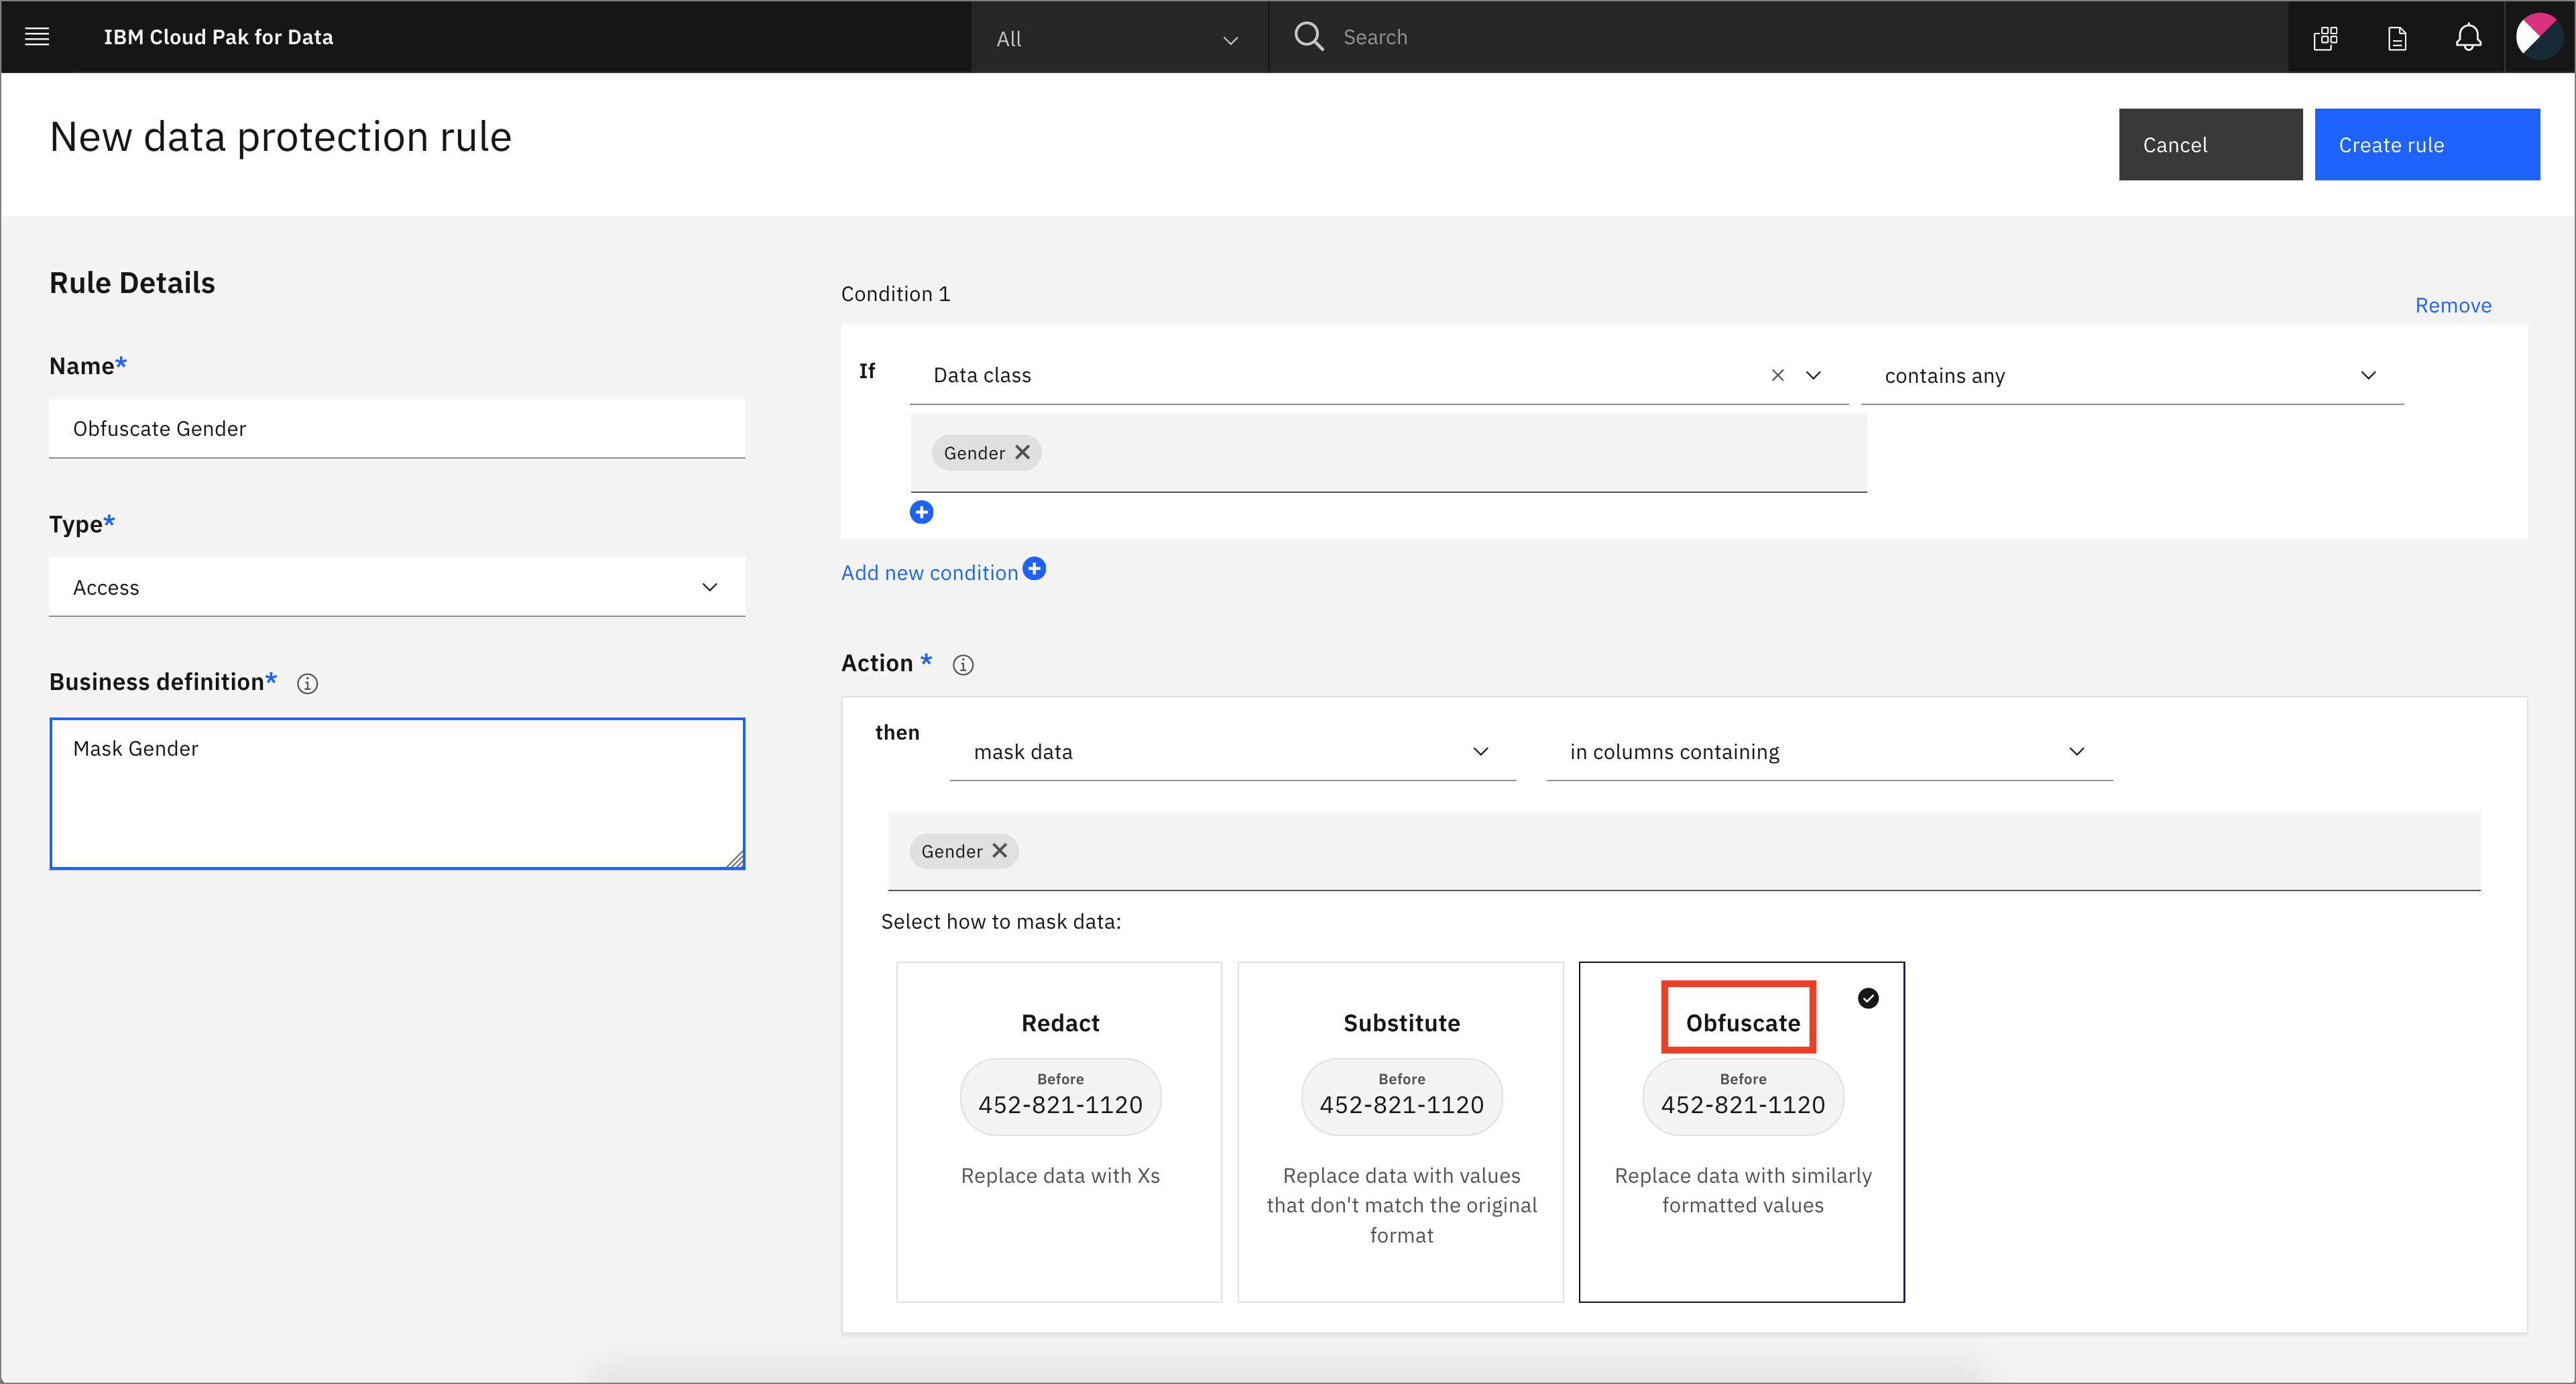 IBM Cloud Pak for Data
All
Search
New data protection rule
Cancel
Create rule
Rule Details
Name*
Obfuscate Gender
Type*
Access
Business definition*
Mask Gender
Condition 1
Remove
If
Data class
contains any
Gender
Add new condition
Action *
then
mask data
in columns containing
Gender
Select how to mask data:
Redact
Before
452-821-1120
Replace data with Xs
Substitute
Before
452-821-1120
Replace data with values
that don't match the original
format
Obfuscate
Before
452-821-1120
Replace data with similarly
formatted values